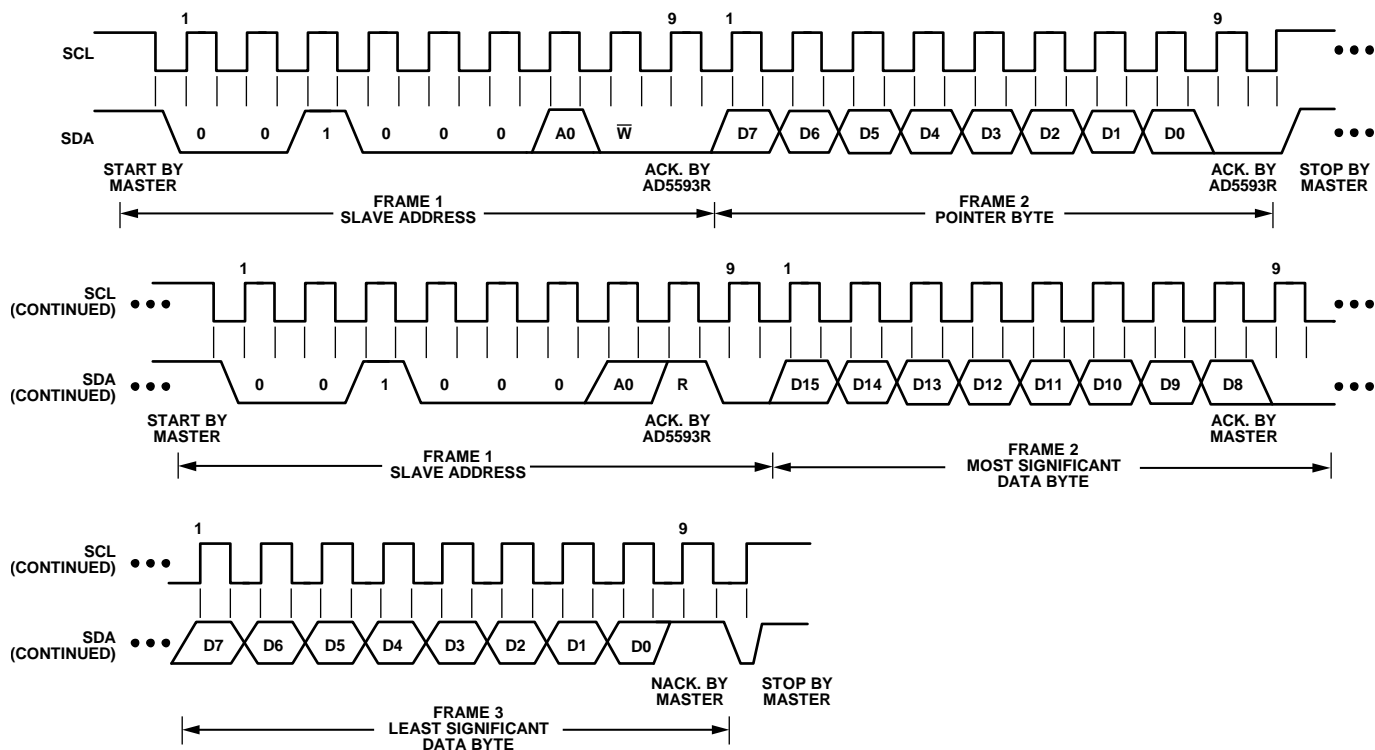 1 9 1 9
SCL
SDA
0 0 1 0 0 0 A0 W D7 D6 D5 D4 D3 D2 D1 D0
START BY
MASTER
ACK. BY
AD5593R
ACK. BY
AD5593R
STOP BY
MASTER
FRAME 1
SLAVE ADDRESS
FRAME 2
POINTER BYTE
1 9 1 9
SCL
(CONTINUED)
SDA
(CONTINUED)
0 0 1 0 0 0 A0 R D15 D14 D13 D12 D11 D10 D9 D8
START BY
MASTER
ACK. BY
AD5593R
ACK. BY
MASTER
FRAME 1
SLAVE ADDRESS
FRAME 2
MOST SIGNIFICANT
DATA BYTE
1 9
SCL
(CONTINUED)
SDA
(CONTINUED)
D7 D6 D5 D4 D3 D2 D1 D0
NACK. BY
MASTER
STOP BY
MASTER
FRAME 3
LEAST SIGNIFICANT
DATA BYTE